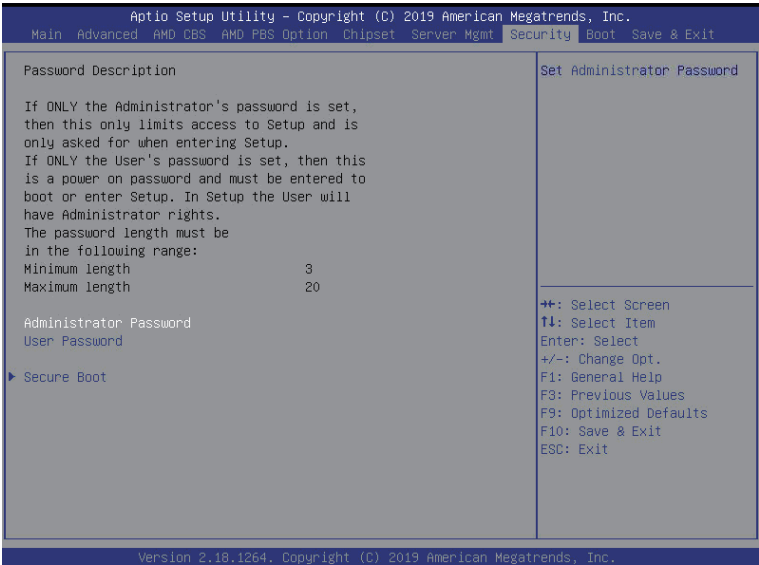 Aptio Setup Utility – Copyright (C) 2019 American Megatrends, Inc.
Main Advanced AMD CBS AMD PBS Option Chipset Server Mgmt Security Boot Save & Exit
Password Description
If ONLY the Administrator's password is set,
then this only limits access to Setup and is
only asked for when entering Setup.
If ONLY the User's password is set, then this
is a power on password and must be entered to
boot or enter Setup. In Setup the User will
have Administrator rights.
The password length must be
in the following range:
Minimum length 3
Maximum length 20
Administrator Password
User Password
Secure Boot
Set Administrator Password
→←: Select Screen
↑↓: Select Item
Enter: Select
+/-: Change Opt.
F1: General Help
F3: Previous Values
F9: Optimized Defaults
F10: Save & Exit
ESC: Exit
Version 2.18.1264. Copyright (C) 2019 American Megatrends, Inc.